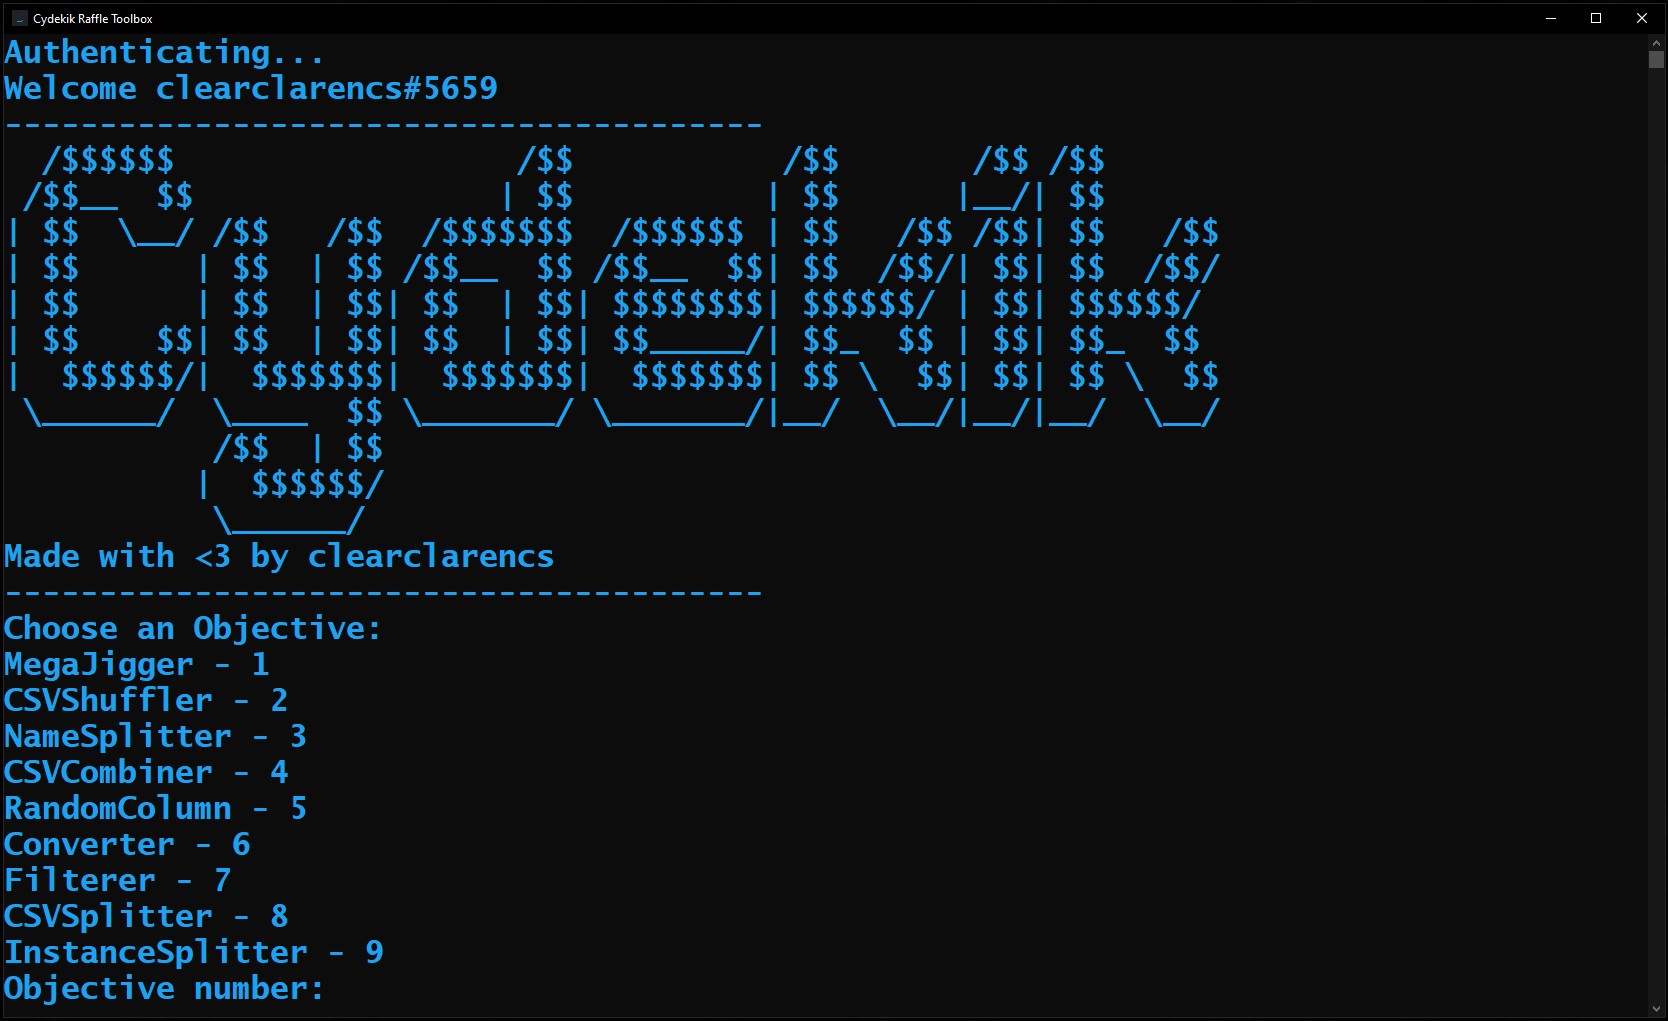 Cydekik Raffle Toolbox
Authenticating...
Welcome clearclarencs#5659
----------------------------------------
  /$$$$$$                  /$$           /$$       /$$ /$$
 /$$__  $$                | $$          | $$      |__/| $$
| $$  \__/ /$$   /$$  /$$$$$$$  /$$$$$$ | $$   /$$ /$$| $$   /$$
| $$      | $$  | $$ /$$__  $$ /$$__  $$| $$  /$$/| $$| $$  /$$/
| $$      | $$  | $$| $$  | $$| $$$$$$$$| $$$$$$/ | $$| $$$$$$/
| $$    $$| $$  | $$| $$  | $$| $$_____/| $$_  $$ | $$| $$_  $$
|  $$$$$$/|  $$$$$$$|  $$$$$$$|  $$$$$$$| $$ \  $$| $$| $$ \  $$
 \______/  \____  $$ \_______/ \_______/|__/  \__/|__/|__/  \__/
           /$$  | $$
          |  $$$$$$/
           \______/
Made with <3 by clearclarencs
----------------------------------------
Choose an Objective:
MegaJigger - 1
CSVShuffler - 2
NameSplitter - 3
CSVCombiner - 4
RandomColumn - 5
Converter - 6
Filterer - 7
CSVSplitter - 8
InstanceSplitter - 9
Objective number: